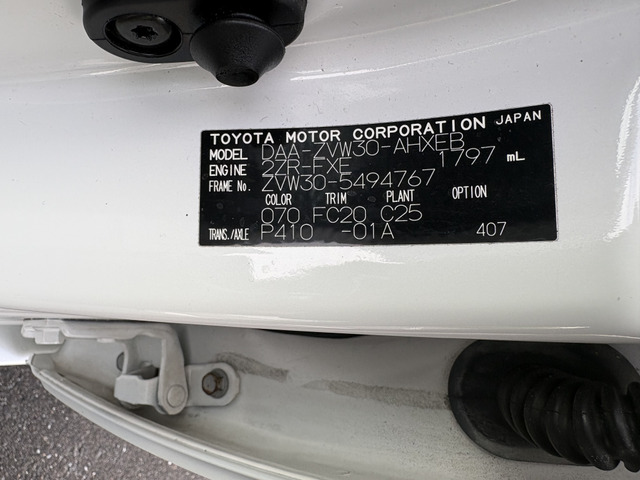 TOYOTA MOTOR CORPORATION JAPAN
MODEL DAA-ZVW30-AHXEB
ENGINE 2ZR-FXE 1797 mL
FRAME No. ZVW30-5494767
COLOR TRIM PLANT OPTION
070 FC20 C25
TRANS./AXLE P410 -01A 407